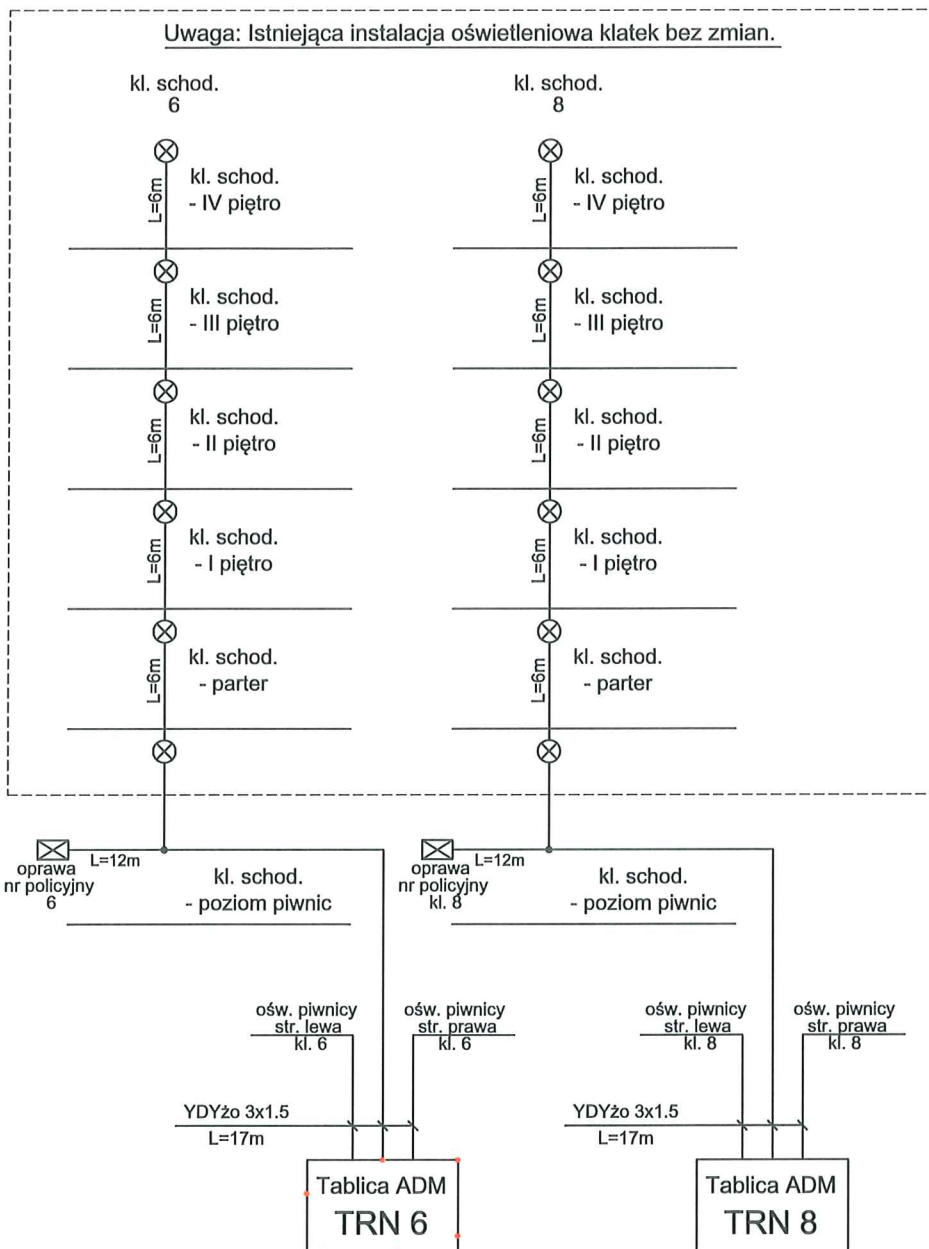 Uwaga: Istniejąca instalacja oświetleniowa klatek bez zmian.
kl. schod.
6
kl. schod.
- IV piętro
L=6m
kl. schod.
- III piętro
L=6m
kl. schod.
- II piętro
L=6m
kl. schod.
- I piętro
L=6m
kl. schod.
- parter
L=6m
kl. schod.
8
kl. schod.
- IV piętro
L=6m
kl. schod.
- III piętro
L=6m
kl. schod.
- II piętro
L=6m
kl. schod.
- I piętro
L=6m
kl. schod.
- parter
L=6m
L=12m
oprawa
nr policyjny
6
kl. schod.
- poziom piwnic
L=12m
oprawa
nr policyjny
kl. 8
kl. schod.
- poziom piwnic
ośw. piwnicy
str. lewa
kl. 6
ośw. piwnicy
str. prawa
kl. 6
YDYżo 3x1.5
L=17m
Tablica ADM
TRN 6
ośw. piwnicy
str. lewa
kl. 8
ośw. piwnicy
str. prawa
kl. 8
YDYżo 3x1.5
L=17m
Tablica ADM
TRN 8